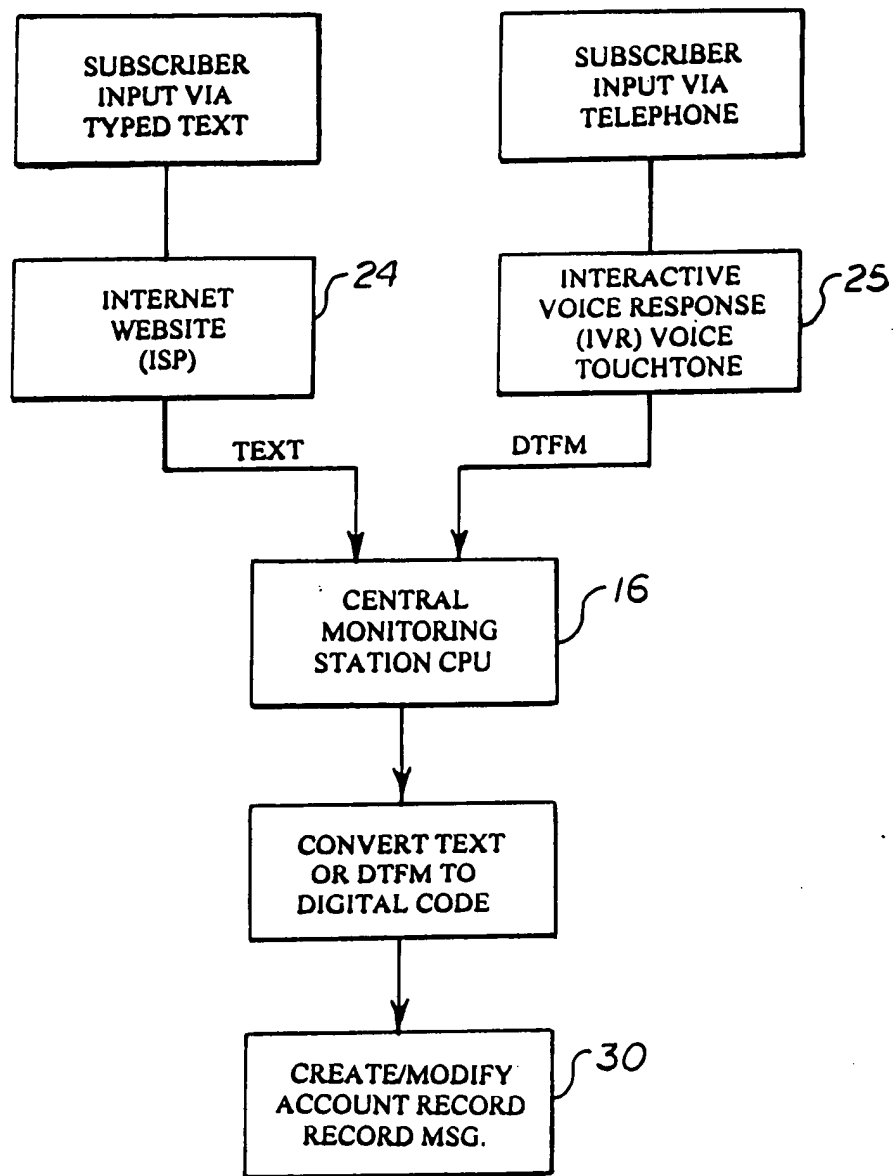 SUBSCRIBER
INPUT VIA
TYPED TEXT
SUBSCRIBER
INPUT VIA
TELEPHONE
INTERNET
WEBSITE
(ISP)
24
INTERACTIVE
VOICE RESPONSE
(IVR) VOICE
TOUCHTONE
25
TEXT
DTFM
CENTRAL
MONITORING
STATION CPU
16
CONVERT TEXT
OR DTFM TO
DIGITAL CODE
CREATE/MODIFY
ACCOUNT RECORD
RECORD MSG.
30